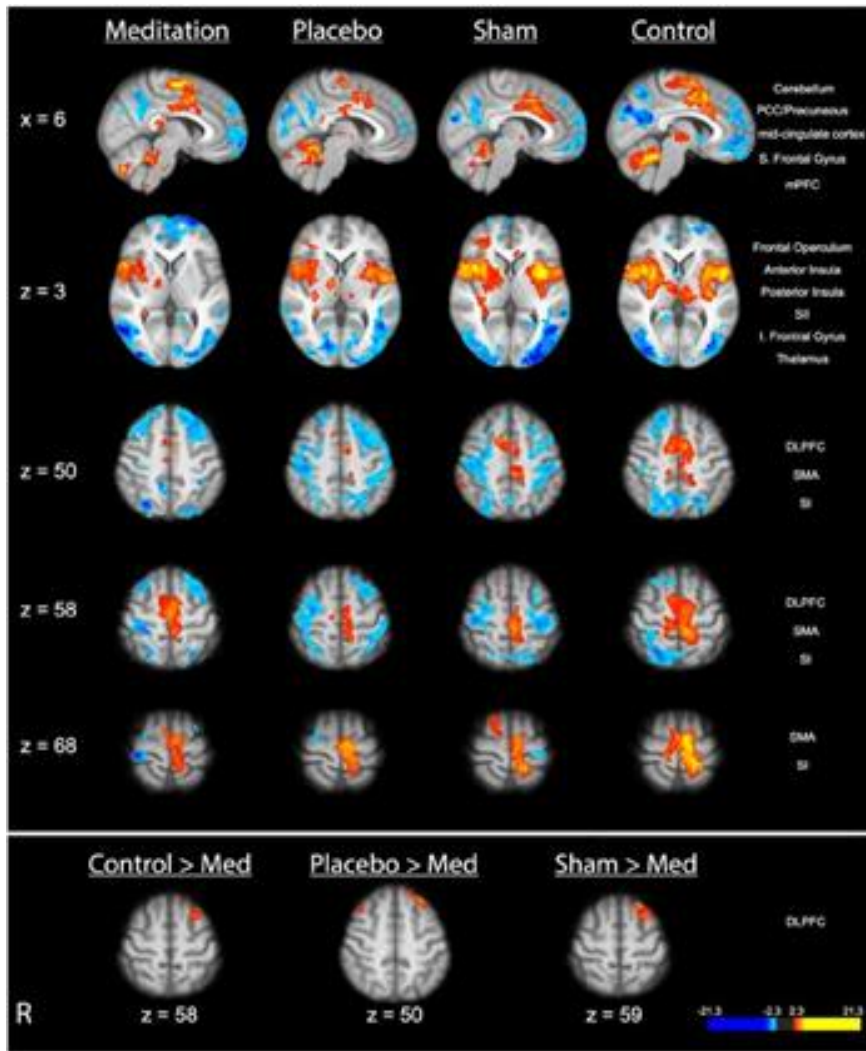 Meditation Placebo Sham Control
x = 6
Cerebellum
PCC/Precuneous
mid-cingulate cortex
S. Frontal Gyrus
mPFC
z = 3
Frontal Operculum
Anterior Insula
Posterior Insula
SII
I. Frontral Gyrus
Thalamus
z = 50
DLPFC
SMA
SI
z = 58
DLPFC
SMA
SI
z = 68
SMA
SI
Control > Med Placebo > Med Sham > Med
DLPFC
R
z = 58 z = 50 z = 59
-21.3 -2.3 2.3 21.3